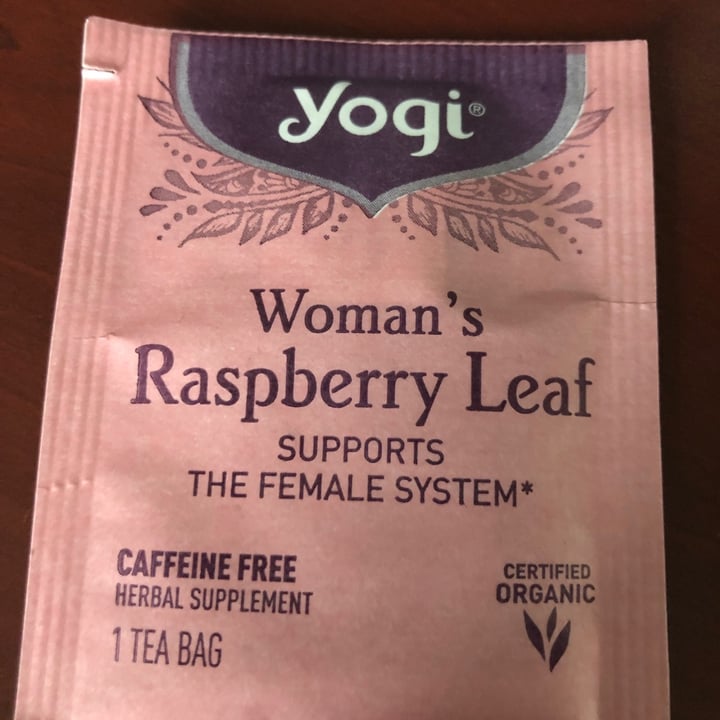 yogi®
Woman's
Raspberry Leaf
SUPPORTS
THE FEMALE SYSTEM*
CAFFEINE FREE
HERBAL SUPPLEMENT
1 TEA BAG
CERTIFIED
ORGANIC